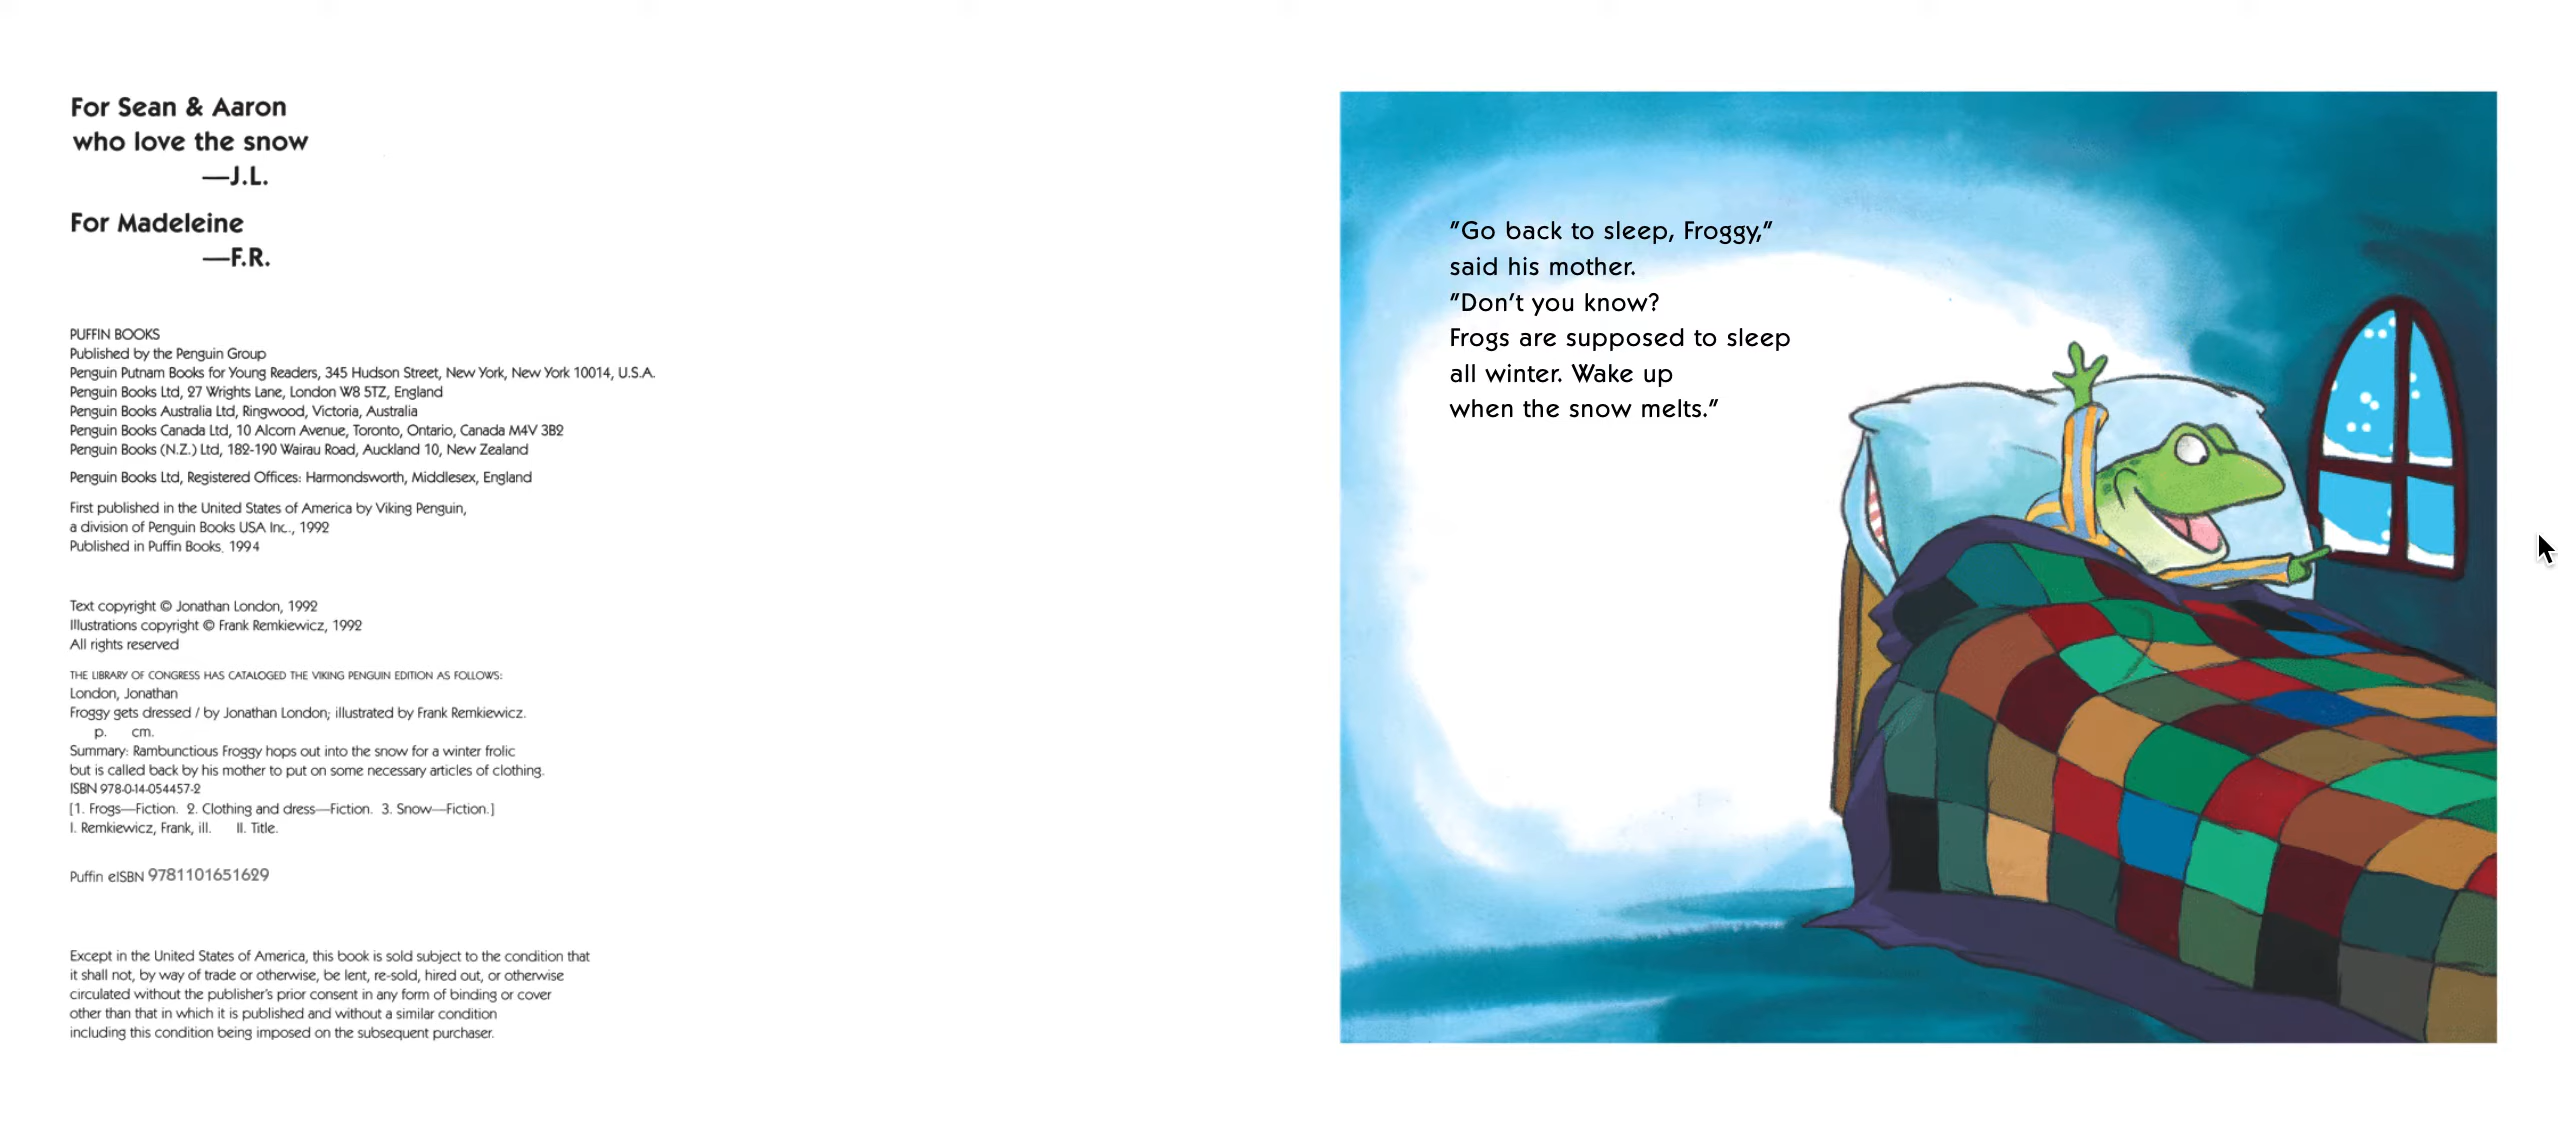 For Sean & Aaron
who love the snow
—J.L.
For Madeleine
—F.R.
PUFFIN BOOKS
Published by the Penguin Group
Penguin Putnam Books for Young Readers, 345 Hudson Street, New York, New York 10014, U.S.A.
Penguin Books Ltd, 27 Wrights Lane, London W8 5TZ, England
Penguin Books Australia Ltd, Ringwood, Victoria, Australia
Penguin Books Canada Ltd, 10 Alcorn Avenue, Toronto, Ontario, Canada M4V 3B2
Penguin Books (N.Z.) Ltd, 182-190 Wairau Road, Auckland 10, New Zealand
Penguin Books Ltd, Registered Offices: Harmondsworth, Middlesex, England
First published in the United States of America by Viking Penguin,
a division of Penguin Books USA Inc., 1992
Published in Puffin Books, 1994
Text copyright © Jonathan London, 1992
Illustrations copyright © Frank Remkiewicz, 1992
All rights reserved
THE LIBRARY OF CONGRESS HAS CATALOGED THE VIKING PENGUIN EDITION AS FOLLOWS:
London, Jonathan
Froggy gets dressed / by Jonathan London; illustrated by Frank Remkiewicz.
p. cm.
Summary: Rambunctious Froggy hops out into the snow for a winter frolic
but is called back by his mother to put on some necessary articles of clothing.
ISBN 978-0-14-054457-2
[1. Frogs—Fiction. 2. Clothing and dress—Fiction. 3. Snow—Fiction.]
I. Remkiewicz, Frank, ill. II. Title.
Puffin eISBN 9781101651629
Except in the United States of America, this book is sold subject to the condition that
it shall not, by way of trade or otherwise, be lent, re-sold, hired out, or otherwise
circulated without the publisher's prior consent in any form of binding or cover
other than that in which it is published and without a similar condition
including this condition being imposed on the subsequent purchaser.
"Go back to sleep, Froggy,"
said his mother.
"Don't you know?
Frogs are supposed to sleep
all winter. Wake up
when the snow melts."